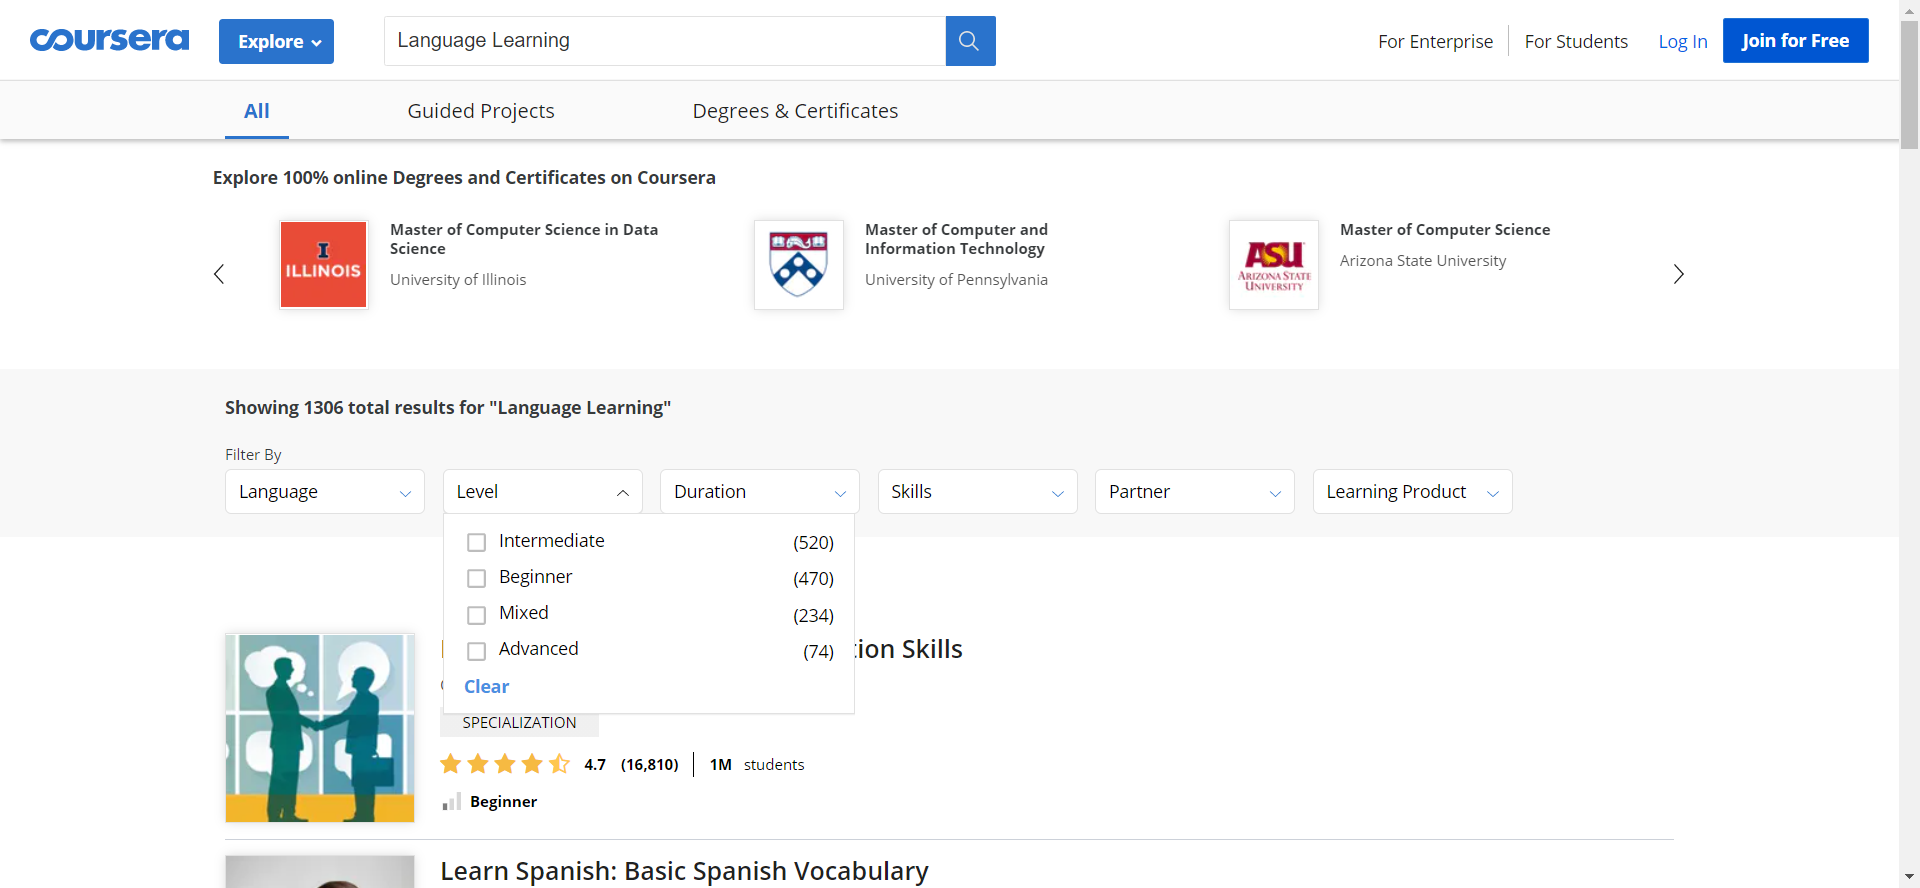 coursera
Explore
Language Learning
For Enterprise
For Students
Log In
Join for Free
All
Guided Projects
Degrees & Certificates
Explore 100% online Degrees and Certificates on Coursera
I
ILLINOIS
Master of Computer Science in Data
Science
University of Illinois
Master of Computer and
Information Technology
University of Pennsylvania
ASU
ARIZONA STATE
UNIVERSITY
Master of Computer Science
Arizona State University
Showing 1306 total results for "Language Learning"
Filter By
Language
Level
Duration
Skills
Partner
Learning Product
Intermediate (520)
Beginner (470)
Mixed (234)
Advanced (74)
Clear
tion Skills
SPECIALIZATION
4.7 (16,810) 1M students
Beginner
Learn Spanish: Basic Spanish Vocabulary